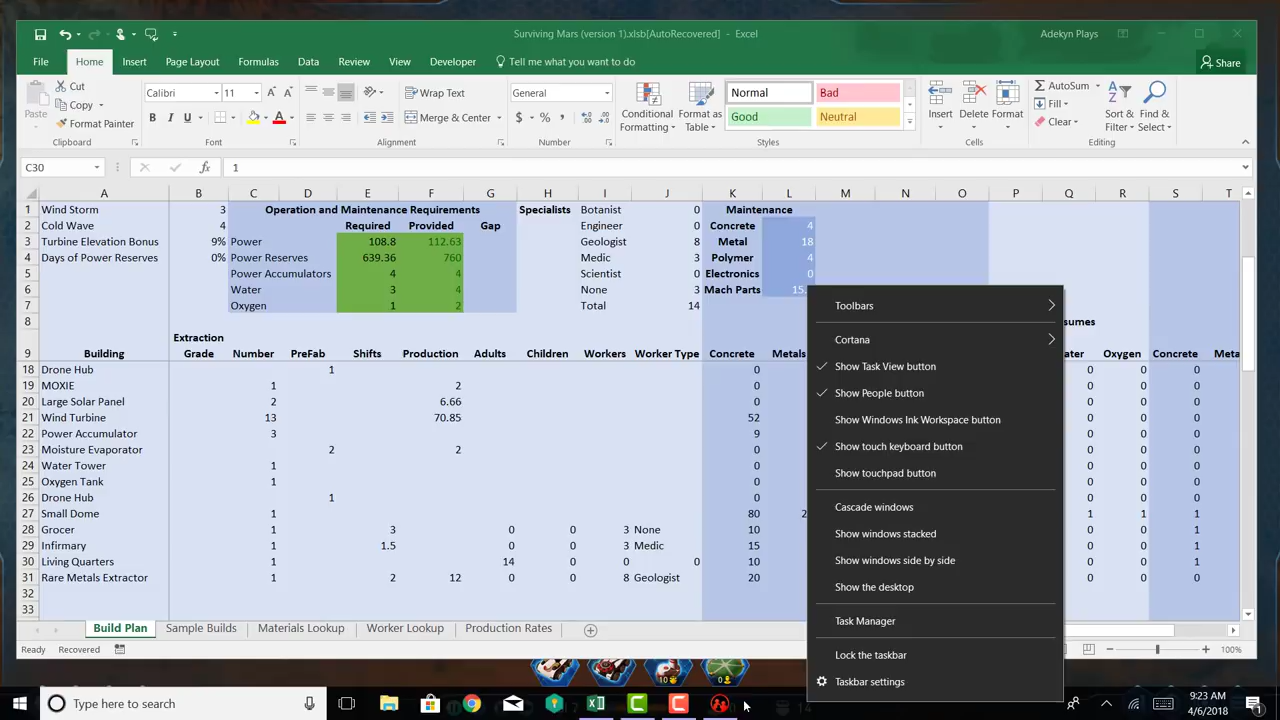 Surviving Mars (version 1).xlsb[AutoRecovered] - Excel
Adekyn Plays
File Home Insert Page Layout Formulas Data Review View Developer Tell me what you want to do Share
Paste
Cut
Copy
Format Painter
Clipboard
Calibri 11
B I U
Font
Wrap Text
Merge & Center
Alignment
General
$ % ,
Number
Conditional Formatting
Format as Table
Normal Bad
Good Neutral
Styles
Insert Delete Format
Cells
AutoSum
Fill
Clear
Sort & Filter
Find & Select
Editing
C30 fx 1
A B C D E F G H I J K L M N O P Q R S T
1 Wind Storm 3 Operation and Maintenance Requirements Specialists Botanist 0 Maintenance
2 Cold Wave 4 Required Provided Gap Engineer 0 Concrete 4
3 Turbine Elevation Bonus 9% Power 108.8 112.63 Geologist 8 Metal 18
4 Days of Power Reserves 0% Power Reserves 639.36 760 Medic 3 Polymer 4
5 Power Accumulators 4 4 Scientist 0 Electronics 0
6 Water 3 4 None 3 Mach Parts 15.
7 Oxygen 1 2 Total 14
8 sumes
9 Building Extraction Grade Number PreFab Shifts Production Adults Children Workers Worker Type Concrete Metals ater Oxygen Concrete Meta
18 Drone Hub 1 0 0 0 0
19 MOXIE 1 2 0 0 0 0
20 Large Solar Panel 2 6.66 0 0 0 0
21 Wind Turbine 13 70.85 52 0 0 0
22 Power Accumulator 3 9 0 0 0
23 Moisture Evaporator 2 2 0 0 0 0
24 Water Tower 1 0 0 0 0
25 Oxygen Tank 1 0 0 0 0
26 Drone Hub 1 0 0 0 0
27 Small Dome 1 80 2 1 1 0
28 Grocer 1 3 0 0 3 None 10 0 0 1
29 Infirmary 1 1.5 0 0 3 Medic 15 0 0 1
30 Living Quarters 1 14 0 0 0 10 0 0 1
31 Rare Metals Extractor 1 2 12 0 0 8 Geologist 20 0 0 0
32
33
Toolbars
Cortana
Show Task View button
Show People button
Show Windows Ink Workspace button
Show touch keyboard button
Show touchpad button
Cascade windows
Show windows stacked
Show windows side by side
Show the desktop
Task Manager
Lock the taskbar
Taskbar settings
Build Plan Sample Builds Materials Lookup Worker Lookup Production Rates
Ready Recovered 100%
10 0
14
Type here to search
9:23 AM
4/6/2018
1